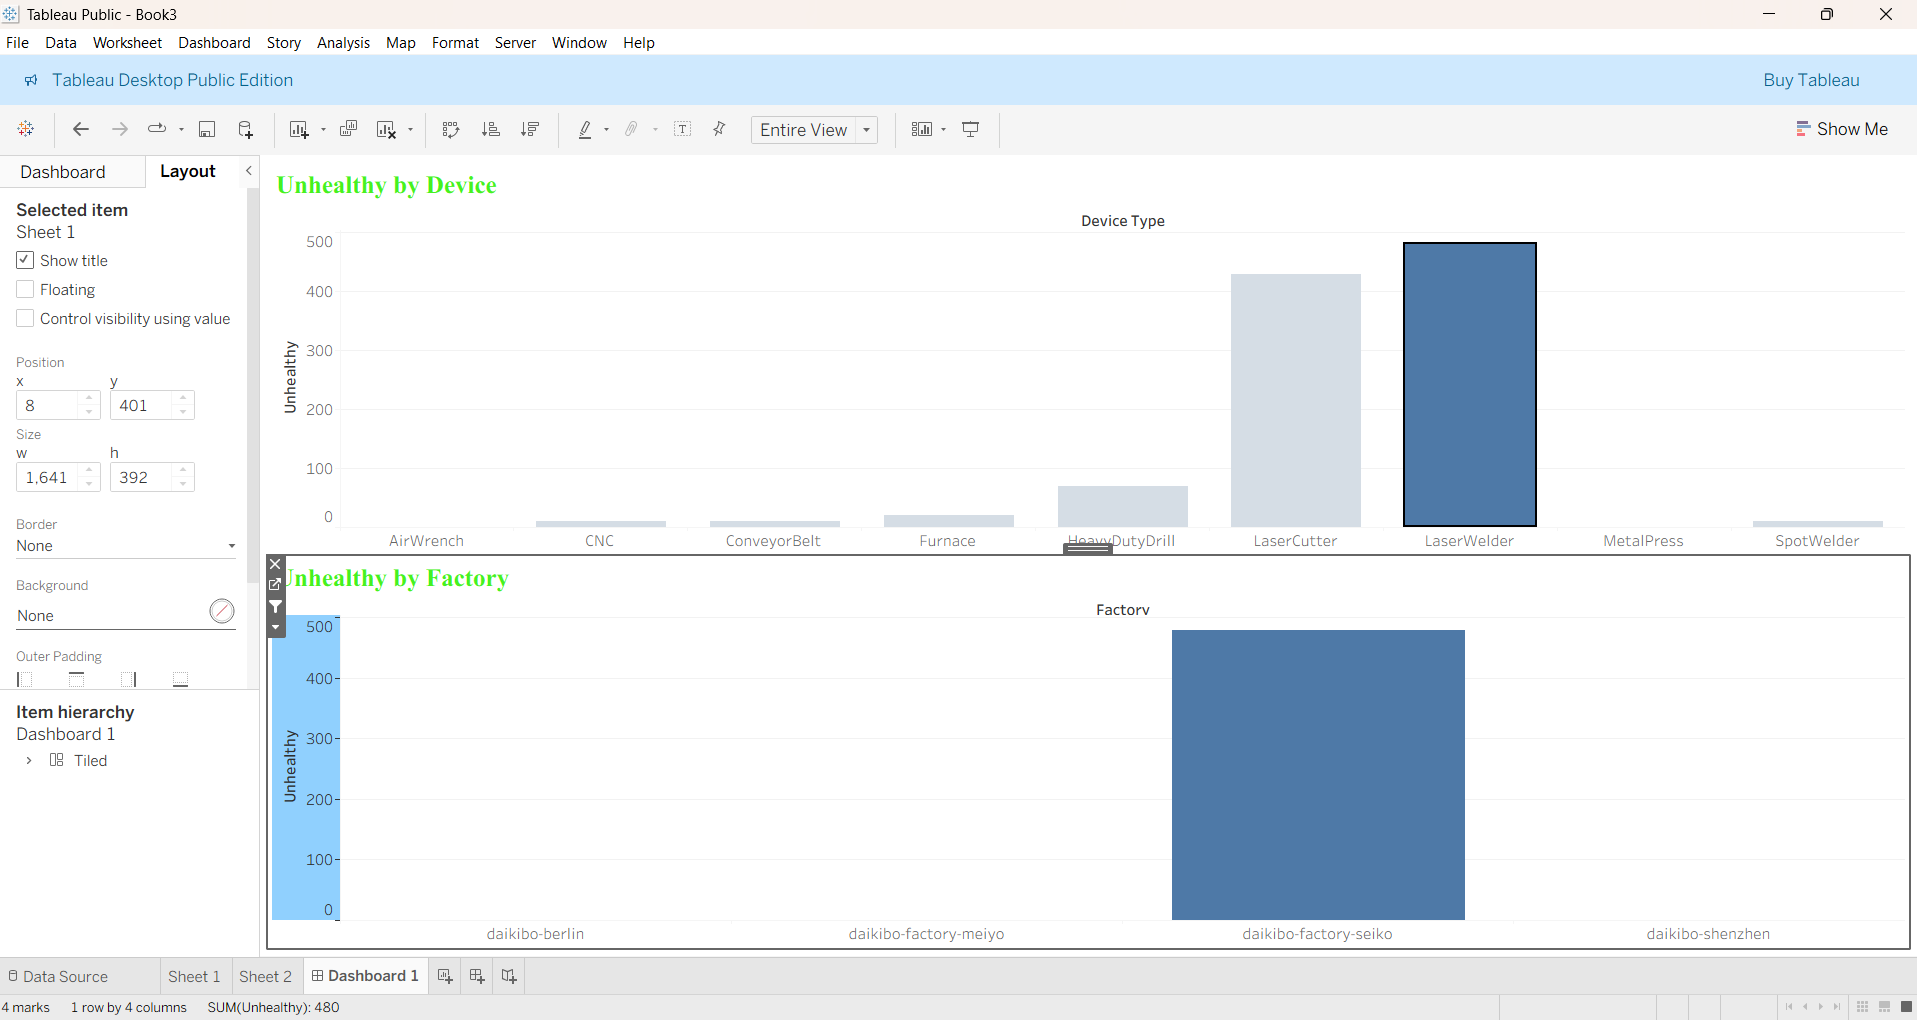 Tableau Public - Book3
File Data Worksheet Dashboard Story Analysis Map Format Server Window Help
Tableau Desktop Public Edition
Buy Tableau
Entire View
Show Me
Dashboard
Layout
Selected item
Sheet 1
Show title
Floating
Control visibility using value
Position
x y
8 401
Size
w h
1,641 392
Border
None
Background
None
Outer Padding
Item hierarchy
Dashboard 1
Tiled
Unhealthy by Device
Device Type
Unhealthy
500
400
300
200
100
0
AirWrench CNC ConveyorBelt Furnace HeavyDutyDrill LaserCutter LaserWelder MetalPress SpotWelder
Unhealthy by Factory
Factory
Unhealthy
500
400
300
200
100
0
daikibo-berlin daikibo-factory-meiyo daikibo-factory-seiko daikibo-shenzhen
Data Source Sheet 1 Sheet 2 Dashboard 1
4 marks 1 row by 4 columns SUM(Unhealthy): 480